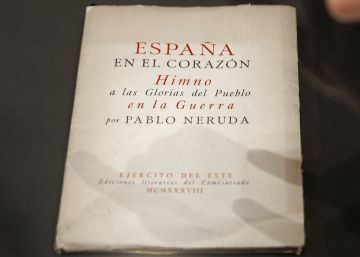 ESPAÑA
EN EL CORAZÓN
Himno
a las Glorias del Pueblo
en la Guerra
por PABLO NERUDA
EJÉRCITO DEL ESTE
Ediciones literarias del Comisariado
MCMXXXVIII